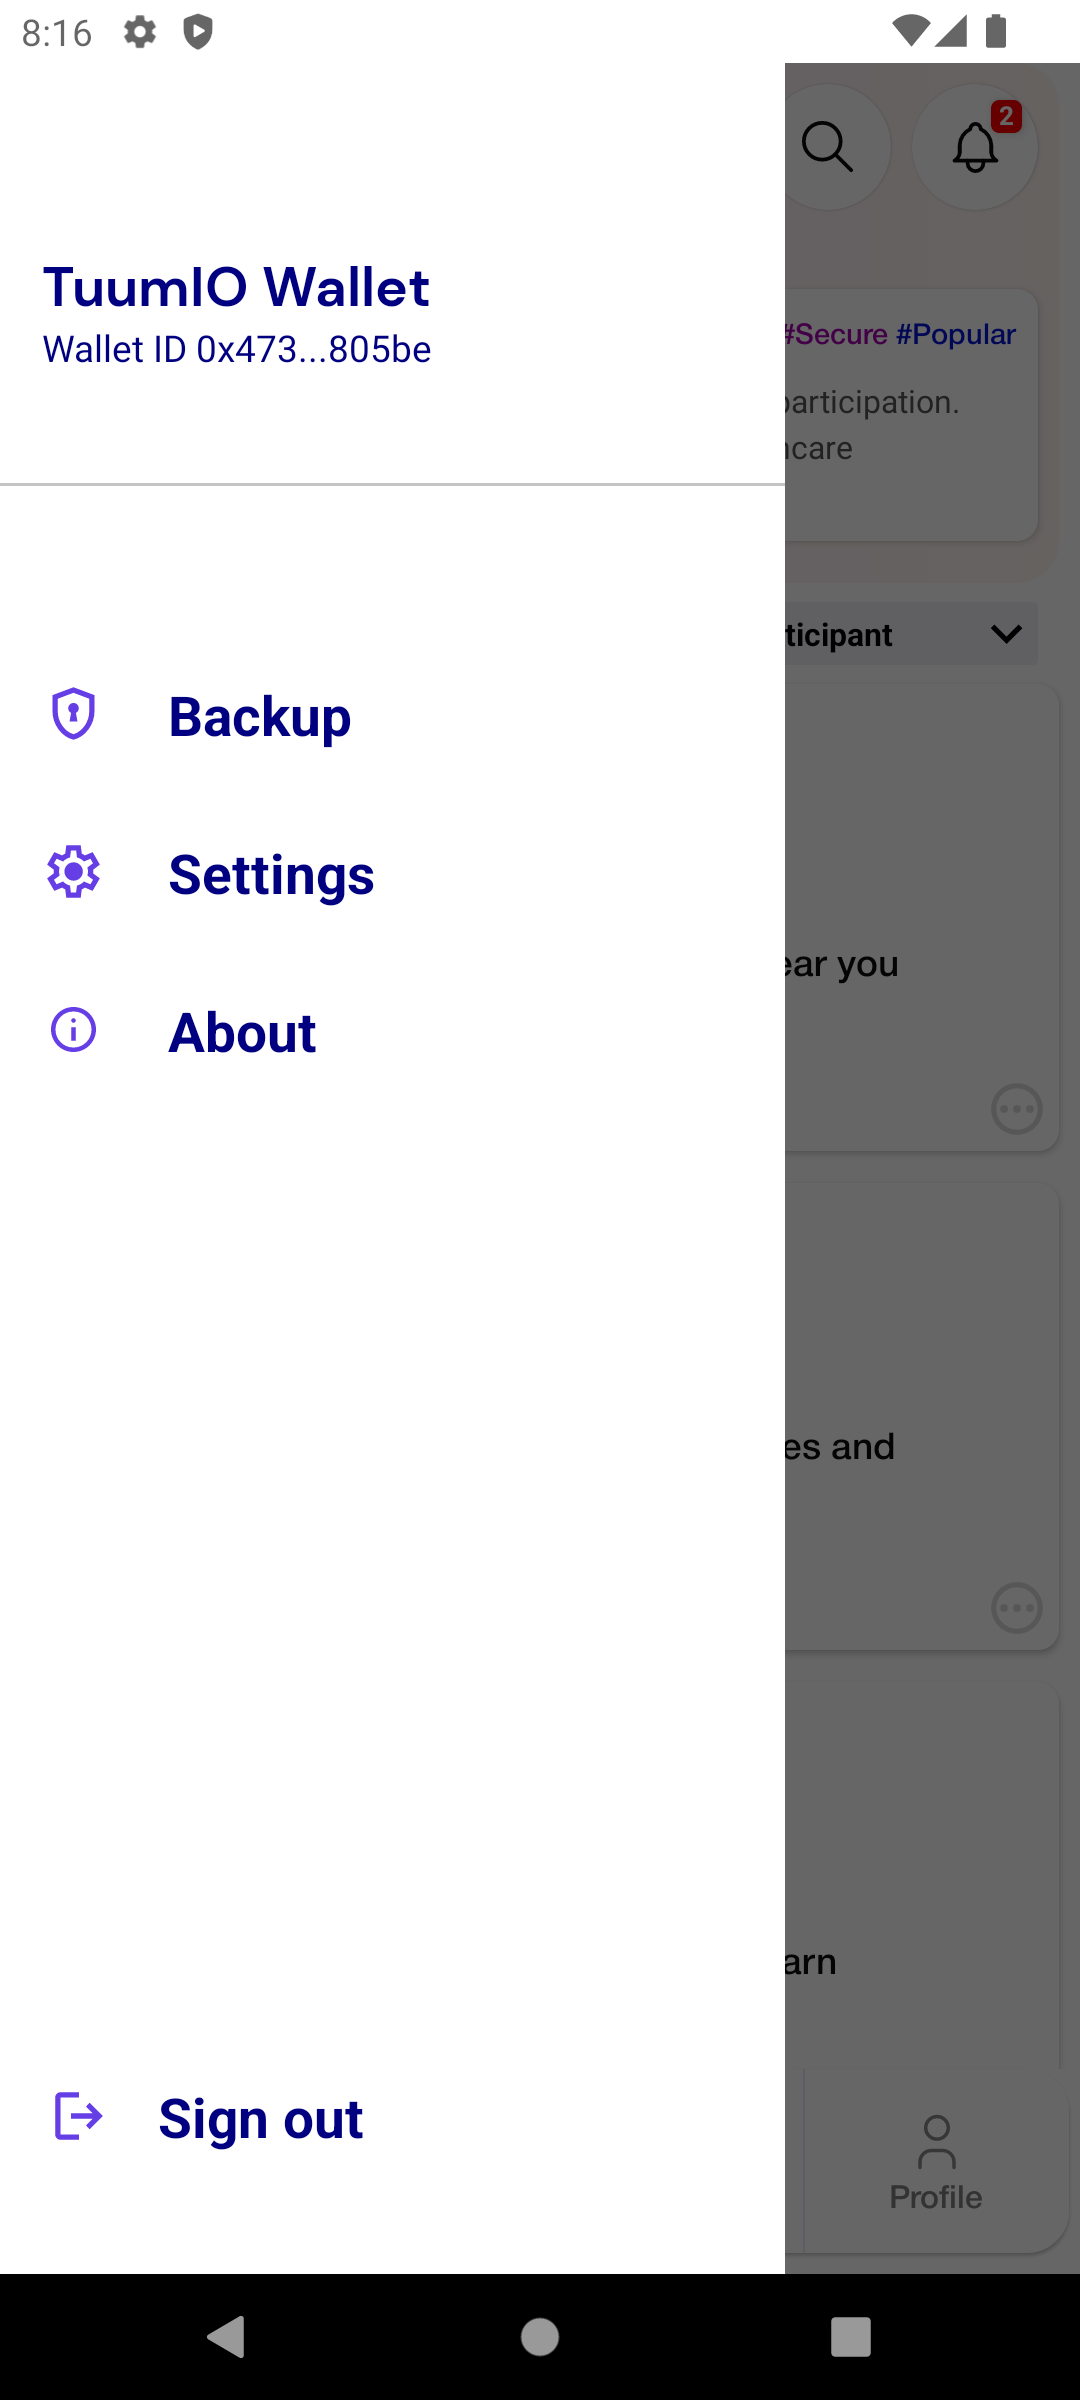 8:16
2
TuumIO Wallet
Wallet ID 0x473...805be
#Secure #Popular
participation.
care
ticipant
Backup
Settings
ear you
About
es and
arn
Sign out
Profile